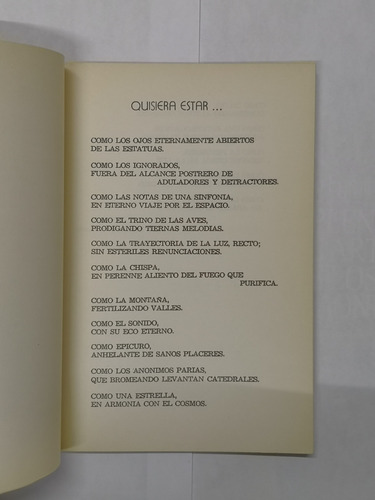 QUISIERA ESTAR ...
COMO LOS OJOS ETERNAMENTE ABIERTOS
DE LAS ESTATUAS.
COMO LOS IGNORADOS,
FUERA DEL ALCANCE POSTRERO DE
ADULADORES Y DETRACTORES.
COMO LAS NOTAS DE UNA SINFONIA,
EN ETERNO VIAJE POR EL ESPACIO.
COMO EL TRINO DE LAS AVES,
PRODIGANDO TIERNAS MELODIAS.
COMO LA TRAYECTORIA DE LA LUZ, RECTO;
SIN ESTERILES RENUNCIACIONES.
COMO LA CHISPA,
EN PERENNE ALIENTO DEL FUEGO QUE
PURIFICA.
COMO LA MONTAÑA,
FERTILIZANDO VALLES.
COMO EL SONIDO,
CON SU ECO ETERNO.
COMO EPICURO,
ANHELANTE DE SANOS PLACERES.
COMO LOS ANONIMOS PARIAS,
QUE BROMEANDO LEVANTAN CATEDRALES.
COMO UNA ESTRELLA,
EN ARMONIA CON EL COSMOS.